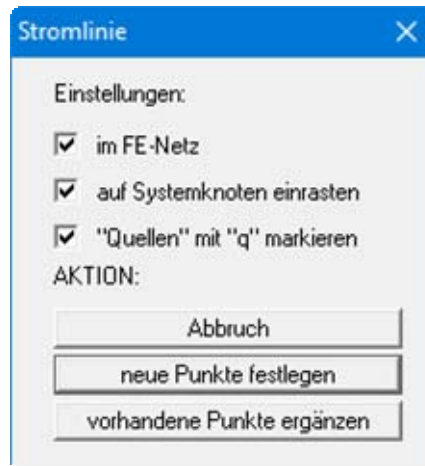 Stromlinie
Einstellungen:
im FE-Netz
auf Systemknoten einrasten
"Quellen" mit "q" markieren
AKTION:
Abbruch
neue Punkte festlegen
vorhandene Punkte ergänzen